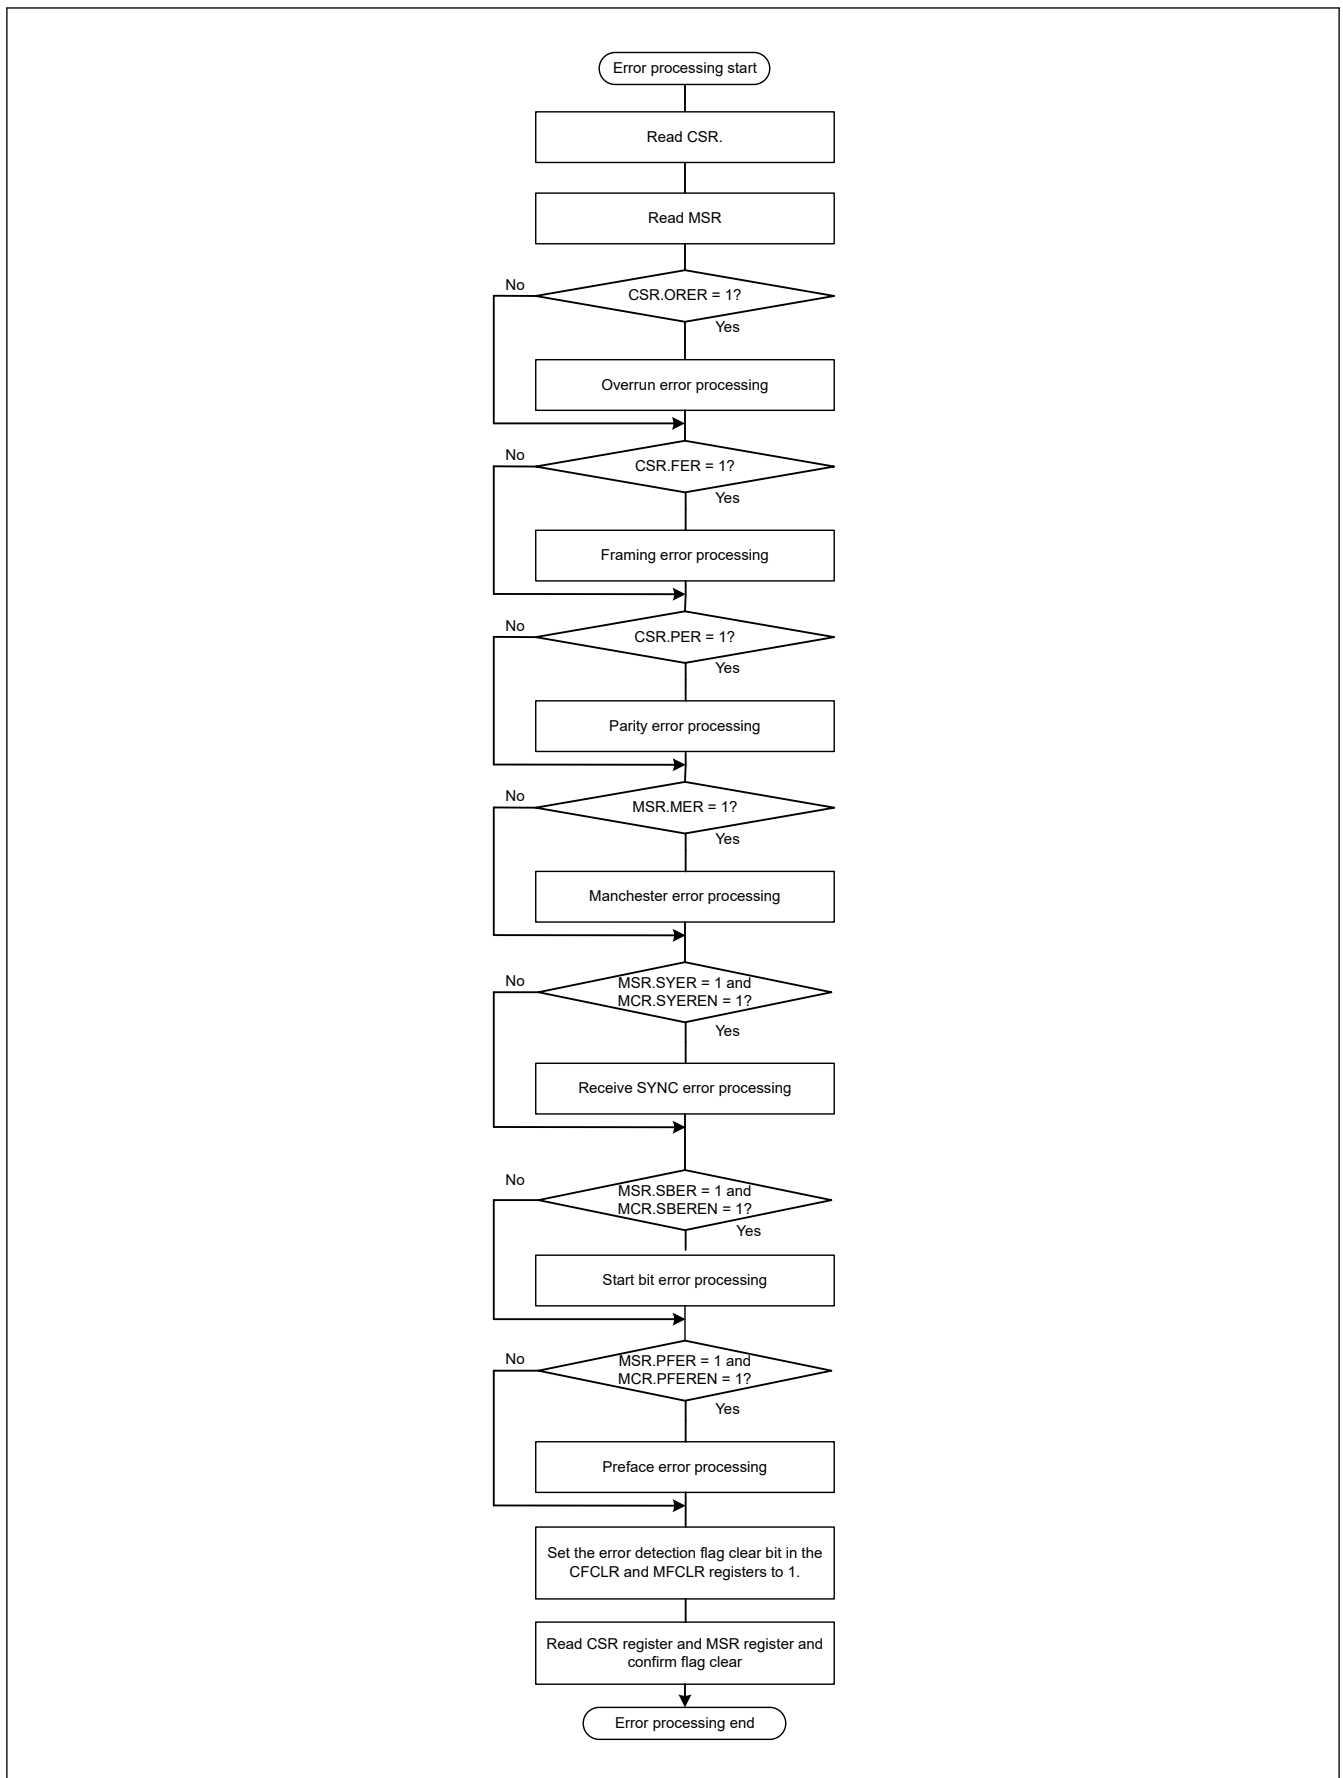 Error processing start
Read CSR.
Read MSR
No
CSR.ORER = 1?
Yes
Overrun error processing
No
CSR.FER = 1?
Yes
Framing error processing
No
CSR.PER = 1?
Yes
Parity error processing
No
MSR.MER = 1?
Yes
Manchester error processing
No
MSR.SYER = 1 and
MCR.SYEREN = 1?
Yes
Receive SYNC error processing
No
MSR.SBER = 1 and
MCR.SBEREN = 1?
Yes
Start bit error processing
No
MSR.PFER = 1 and
MCR.PFEREN = 1?
Yes
Preface error processing
Set the error detection flag clear bit in the
CFCLR and MFCLR registers to 1.
Read CSR register and MSR register and
confirm flag clear
Error processing end